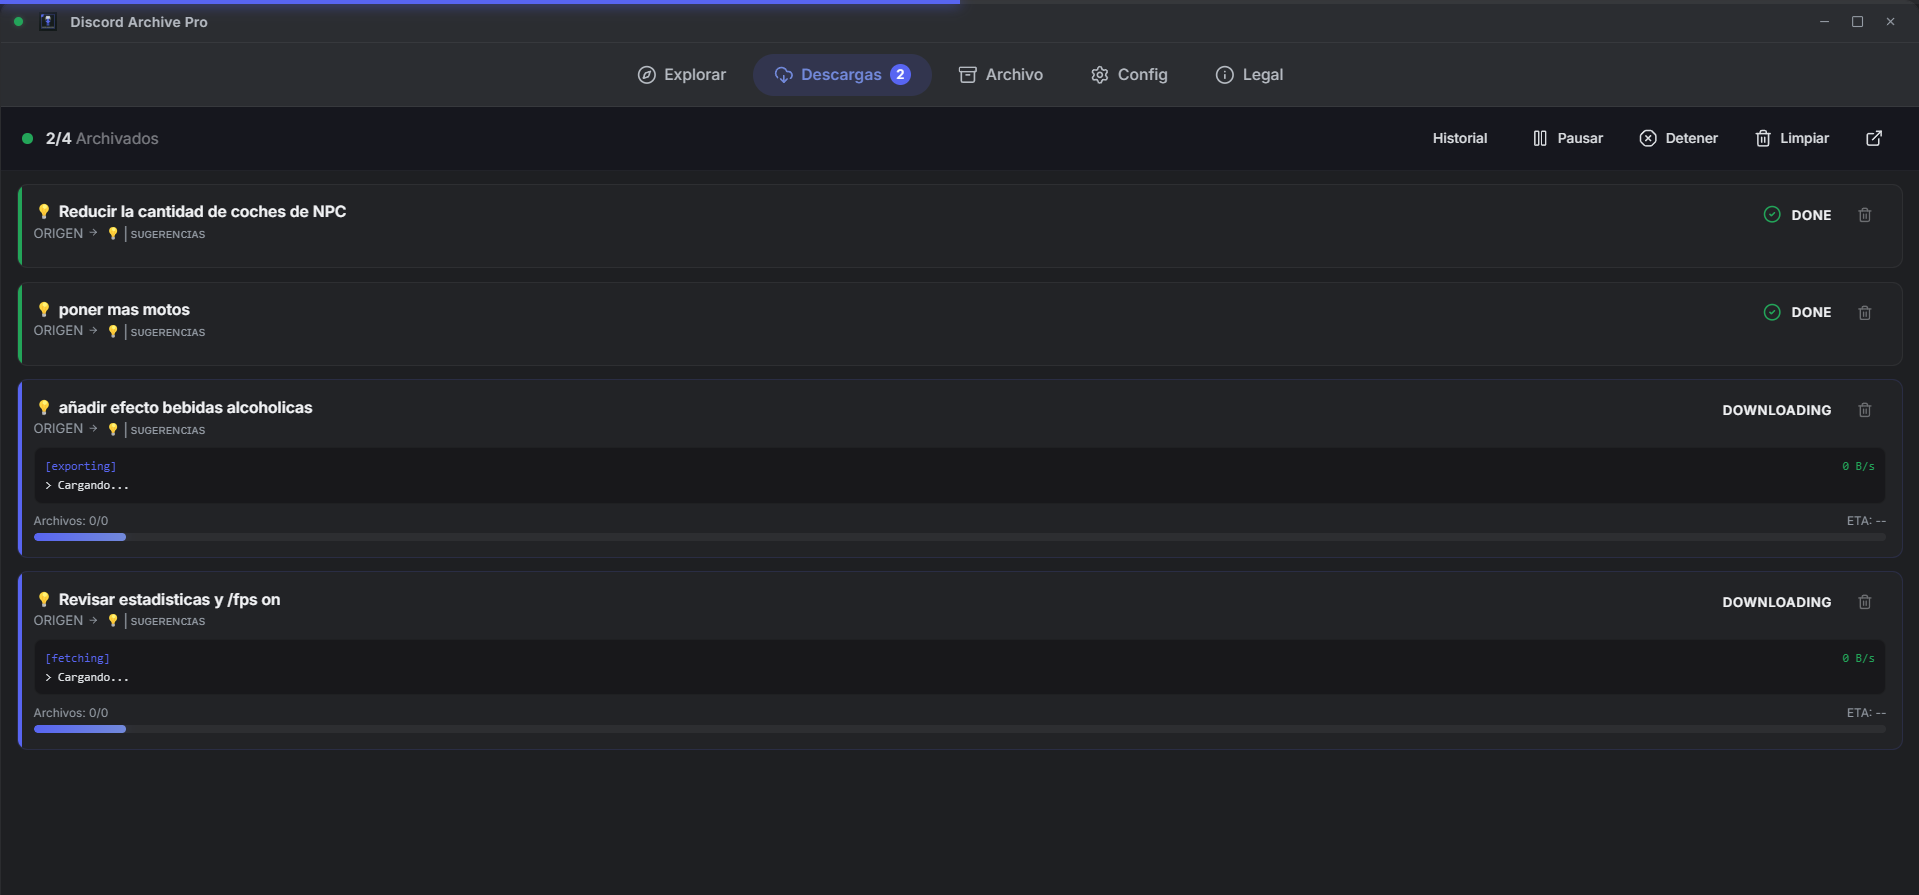 Discord Archive Pro
Explorar
Descargas 2
Archivo
Config
Legal
2/4 Archivados
Historial
Pausar
Detener
Limpiar
💡 Reducir la cantidad de coches de NPC
DONE
ORIGEN → 💡 | SUGERENCIAS
💡 poner mas motos
DONE
ORIGEN → 💡 | SUGERENCIAS
💡 añadir efecto bebidas alcoholicas
DOWNLOADING
ORIGEN → 💡 | SUGERENCIAS
[exporting]
0 B/s
> Cargando...
Archivos: 0/0
ETA: --
💡 Revisar estadisticas y /fps on
DOWNLOADING
ORIGEN → 💡 | SUGERENCIAS
[fetching]
0 B/s
> Cargando...
Archivos: 0/0
ETA: --